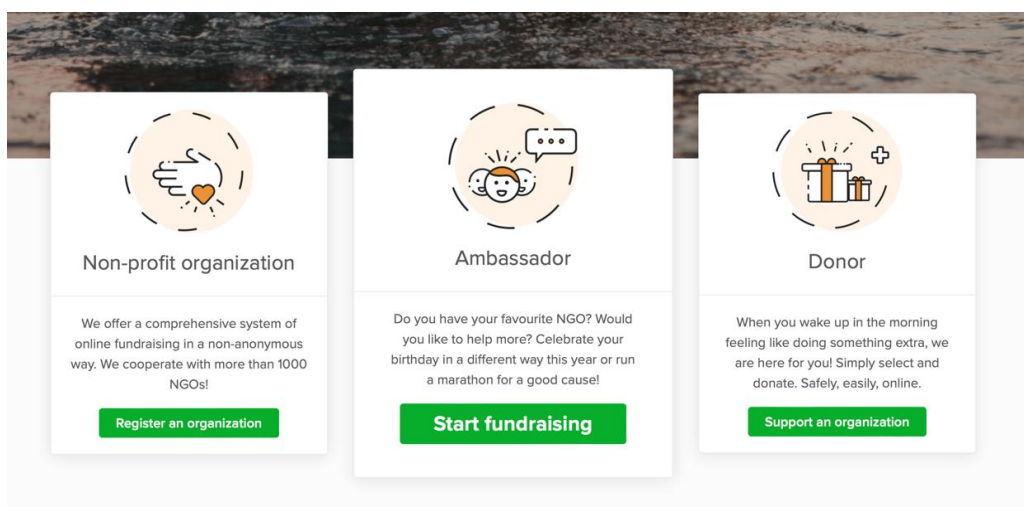 Non-profit organization
We offer a comprehensive system of
online fundraising in a non-anonymous
way. We cooperate with more than 1000
NGOs!
Register an organization
Ambassador
Do you have your favourite NGO? Would
you like to help more? Celebrate your
birthday in a different way this year or run
a marathon for a good cause!
Start fundraising
Donor
When you wake up in the morning
feeling like doing something extra, we
are here for you! Simply select and
donate. Safely, easily, online.
Support an organization